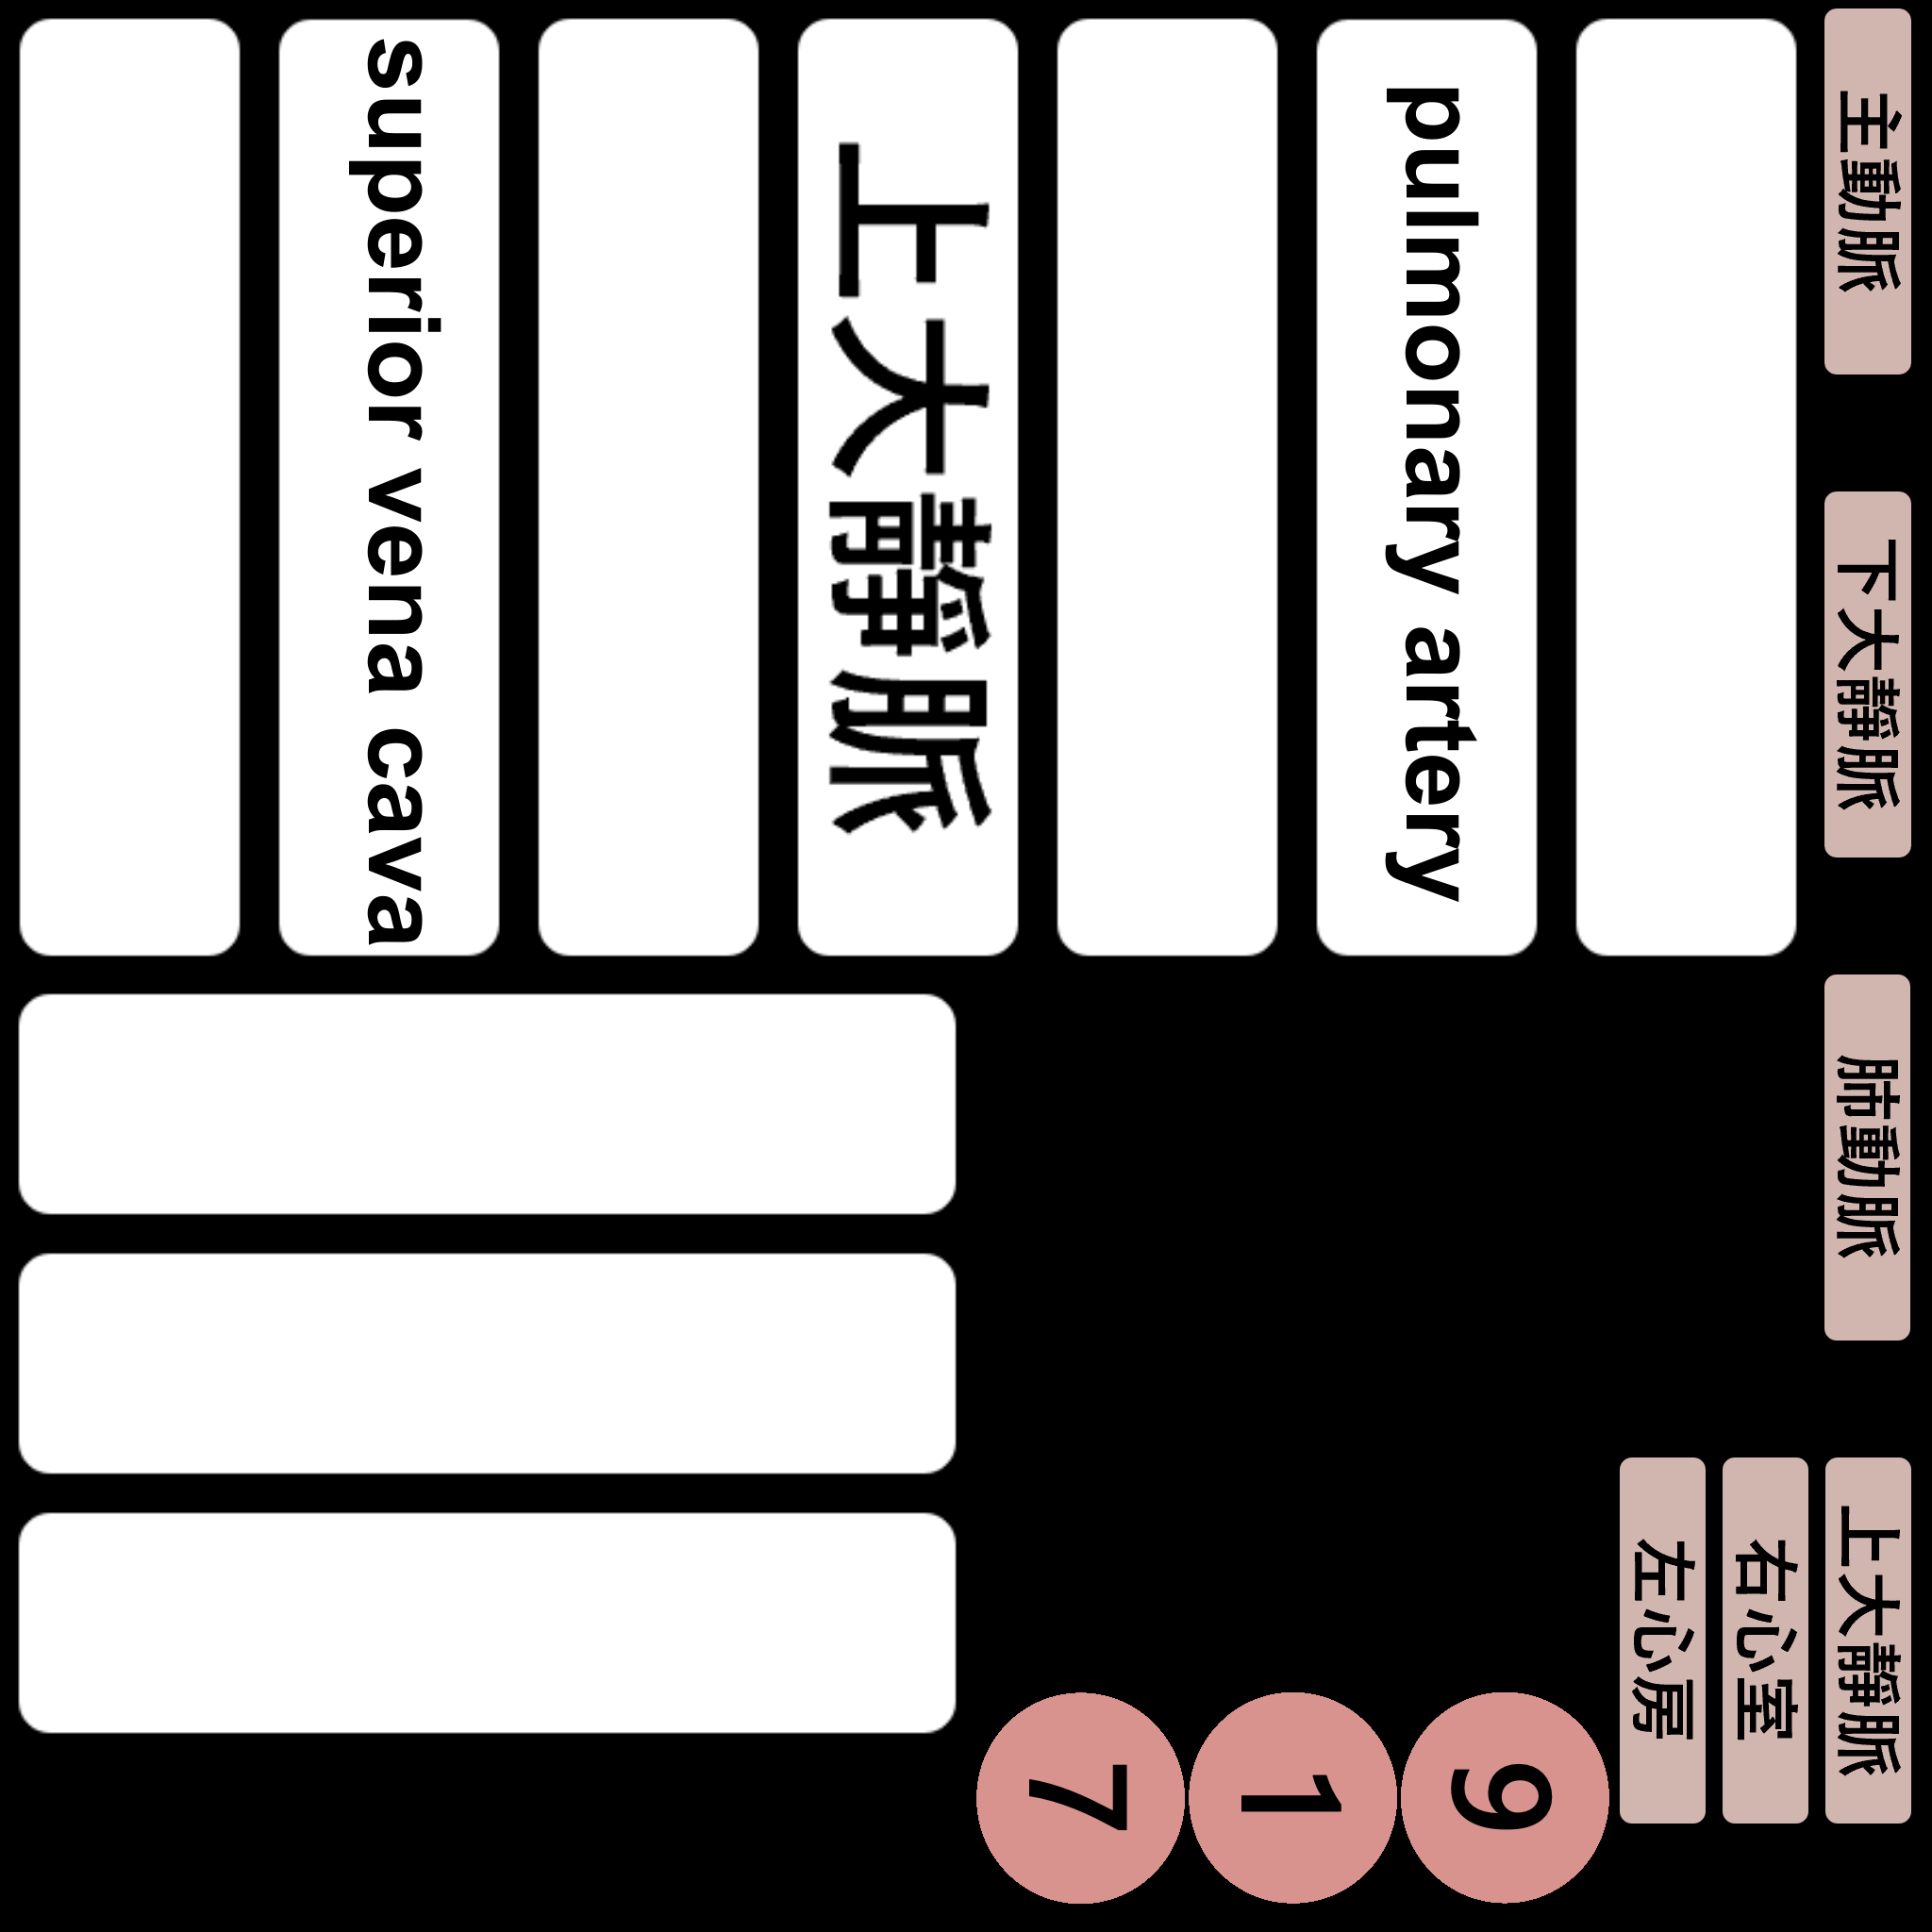 主動脈
下大靜脈
肺動脈
上大靜脈
右心室
左心房
pulmonary artery
上大靜脈
superior vena cava
9
1
7